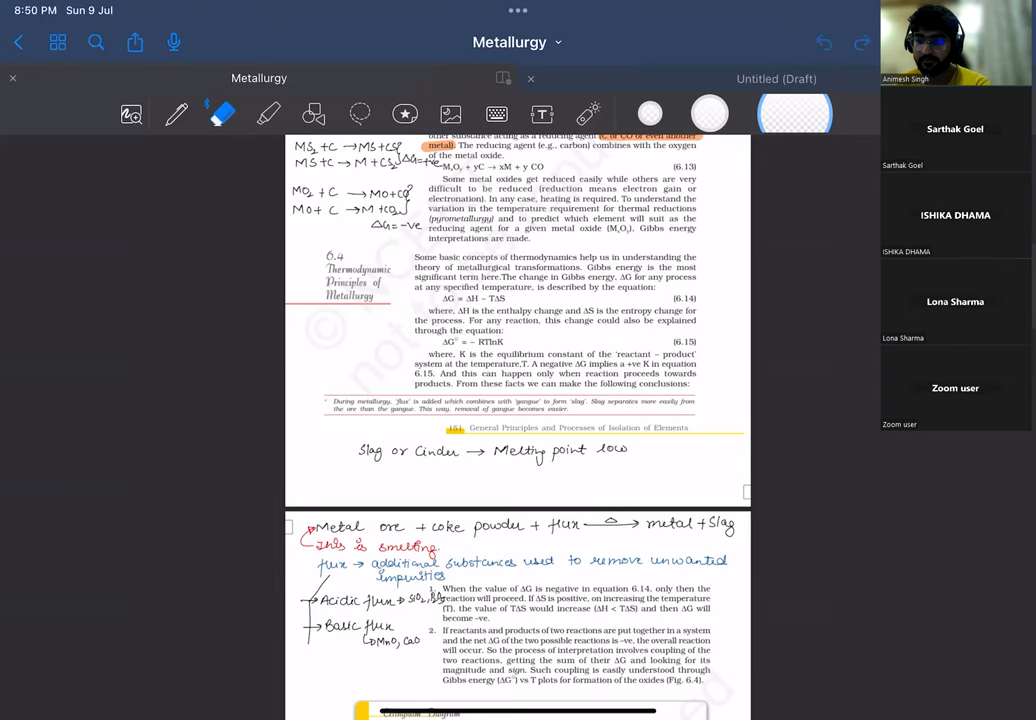 8:50 PM Sun 9 Jul
Metallurgy
Metallurgy
Untitled (Draft)
Animesh Singh
Sarthak Goel
Sarthak Goel
ISHIKA DHAMA
ISHIKA DHAMA
Lona Sharma
Lona Sharma
Zoom user
Zoom user
other substance acting as a reducing agent (C or CO or even another
metal). The reducing agent (e.g., carbon) combines with the oxygen
of the metal oxide.
MₓOᵧ + yC → xM + y CO (6.13)
Some metal oxides get reduced easily while others are very
difficult to be reduced (reduction means electron gain or
electronation). In any case, heating is required. To understand the
variation in the temperature requirement for thermal reductions
(pyrometallurgy) and to predict which element will suit as the
reducing agent for a given metal oxide (MₓOᵧ), Gibbs energy
interpretations are made.
MS₂ + C → MS + CS₂
MS + C → M + CS₂ ΔG = +ve
MO₂ + C → MO + CO₂
MO + C → M + CO₂
ΔG = -ve
6.4
Thermodynamic
Principles of
Metallurgy
Some basic concepts of thermodynamics help us in understanding the
theory of metallurgical transformations. Gibbs energy is the most
significant term here.The change in Gibbs energy, ΔG for any process
at any specified temperature, is described by the equation:
ΔG = ΔH – TΔS (6.14)
where, ΔH is the enthalpy change and ΔS is the entropy change for
the process. For any reaction, this change could also be explained
through the equation:
ΔG° = – RTlnK (6.15)
where, K is the equilibrium constant of the 'reactant – product'
system at the temperature,T. A negative ΔG implies a +ve K in equation
6.15. And this can happen only when reaction proceeds towards
products. From these facts we can make the following conclusions:
* During metallurgy, 'flux' is added which combines with 'gangue' to form 'slag'. Slag separates more easily from
the ore than the gangue. This way, removal of gangue becomes easier.
151 General Principles and Processes of Isolation of Elements
Slag or Cinder → Melting point low
Metal ore + coke powder + flux —Δ→ metal + Slag
This is smelting.
flux → additional substances used to remove unwanted
impurities
→ Acidic flux → SiO₂,
→ Basic flux
→ MnO, CaO
1. When the value of ΔG is negative in equation 6.14, only then the
reaction will proceed. If ΔS is positive, on increasing the temperature
(T), the value of TΔS would increase (ΔH < TΔS) and then ΔG will
become –ve.
2. If reactants and products of two reactions are put together in a system
and the net ΔG of the two possible reactions is –ve, the overall reaction
will occur. So the process of interpretation involves coupling of the
two reactions, getting the sum of their ΔG and looking for its
magnitude and sign. Such coupling is easily understood through
Gibbs energy (ΔG°) vs T plots for formation of the oxides (Fig. 6.4).